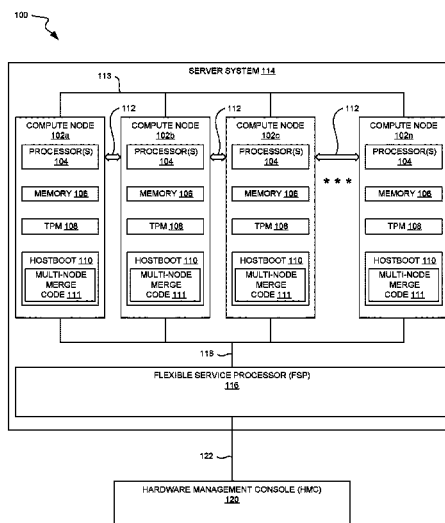 100
SERVER SYSTEM 114
113
COMPUTE NODE 102a
112
COMPUTE NODE 102b
112
COMPUTE NODE 102c
112
COMPUTE NODE 102n
PROCESSOR(S) 104
PROCESSOR(S) 104
PROCESSOR(S) 104
PROCESSOR(S) 104
* * *
MEMORY 106
MEMORY 106
MEMORY 106
MEMORY 106
TPM 108
TPM 108
TPM 108
TPM 108
HOSTBOOT 110
HOSTBOOT 110
HOSTBOOT 110
HOSTBOOT 110
MULTI-NODE MERGE CODE 111
MULTI-NODE MERGE CODE 111
MULTI-NODE MERGE CODE 111
MULTI-NODE MERGE CODE 111
118
FLEXIBLE SERVICE PROCESSOR (FSP)
116
122
HARDWARE MANAGEMENT CONSOLE (HMC)
120